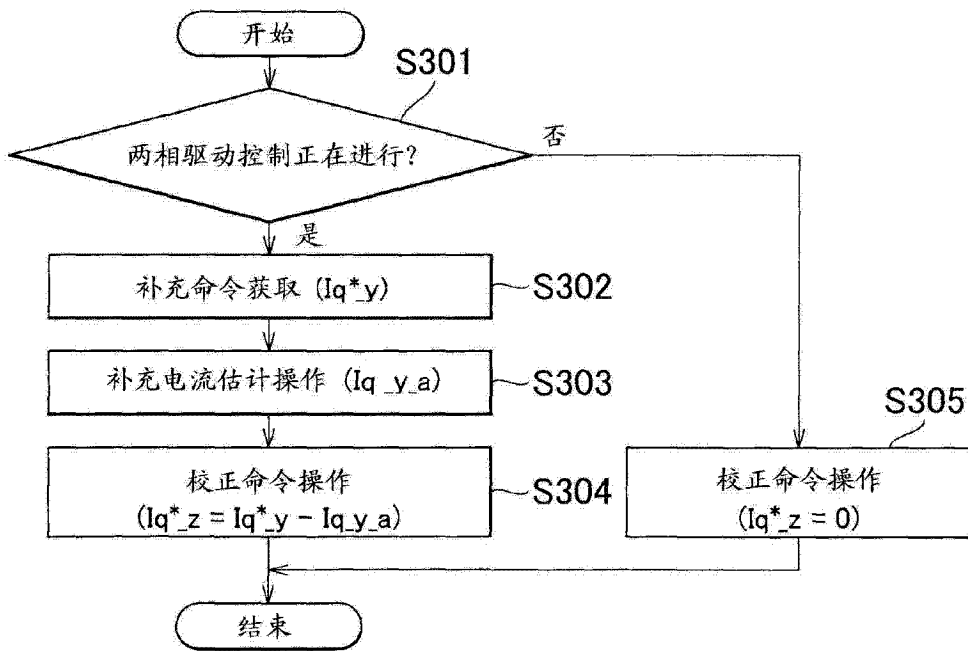 开始
S301
两相驱动控制正在进行?
否
是
补充命令获取 (Iq*_y)
S302
补充电流估计操作 (Iq_y_a)
S303
校正命令操作
(Iq*_z = Iq*_y - Iq_y_a)
S304
S305
校正命令操作
(Iq*_z = 0)
结束